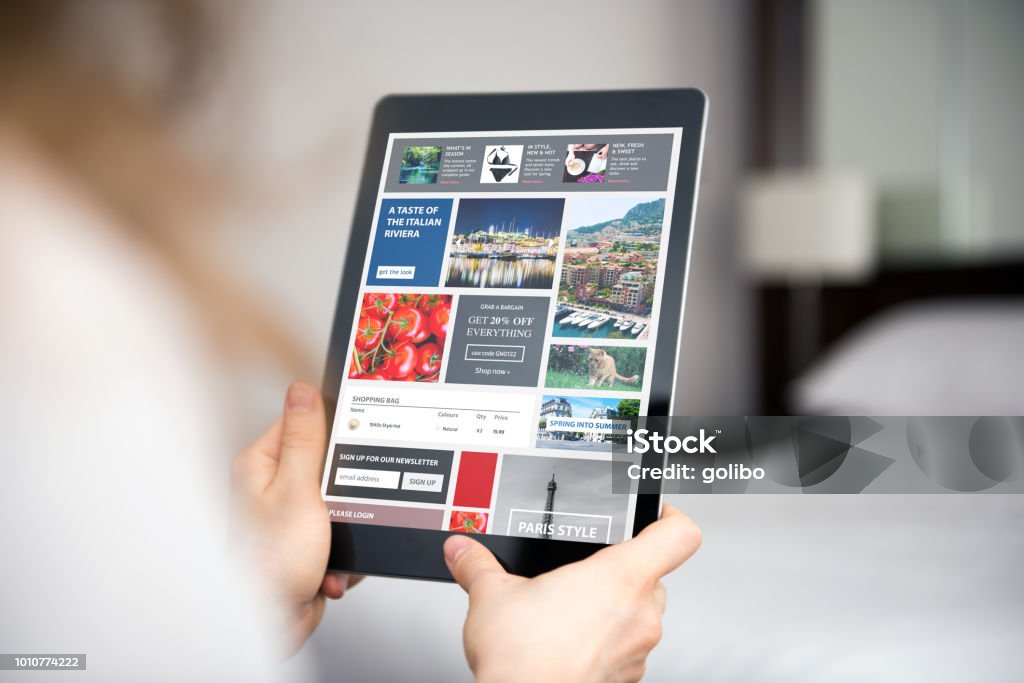 WHAT'S IN
SEASON
The hottest tastes
this summer, all
wrapped up in our
complete guide.
Read more...
IN STYLE,
NEW & HOT
The newest trends
and latest styles.
Discover a new
look for Spring.
Read more...
NEW, FRESH
& SWEET
The best places to
eat, drink and
discover a new
taste.
Read more...
A TASTE OF
THE ITALIAN
RIVIERA
get the look
GRAB A BARGAIN
GET 20% OFF
EVERYTHING
use code GN0132
Shop now >
SHOPPING BAG
Items Colours Qty Price
1940s Style Hat Natural X2 15.99
SPRING INTO SUMMER
SIGN UP FOR OUR NEWSLETTER
email address SIGN UP
PLEASE LOGIN
PARIS STYLE
iStock™
Credit: golibo
1010774222